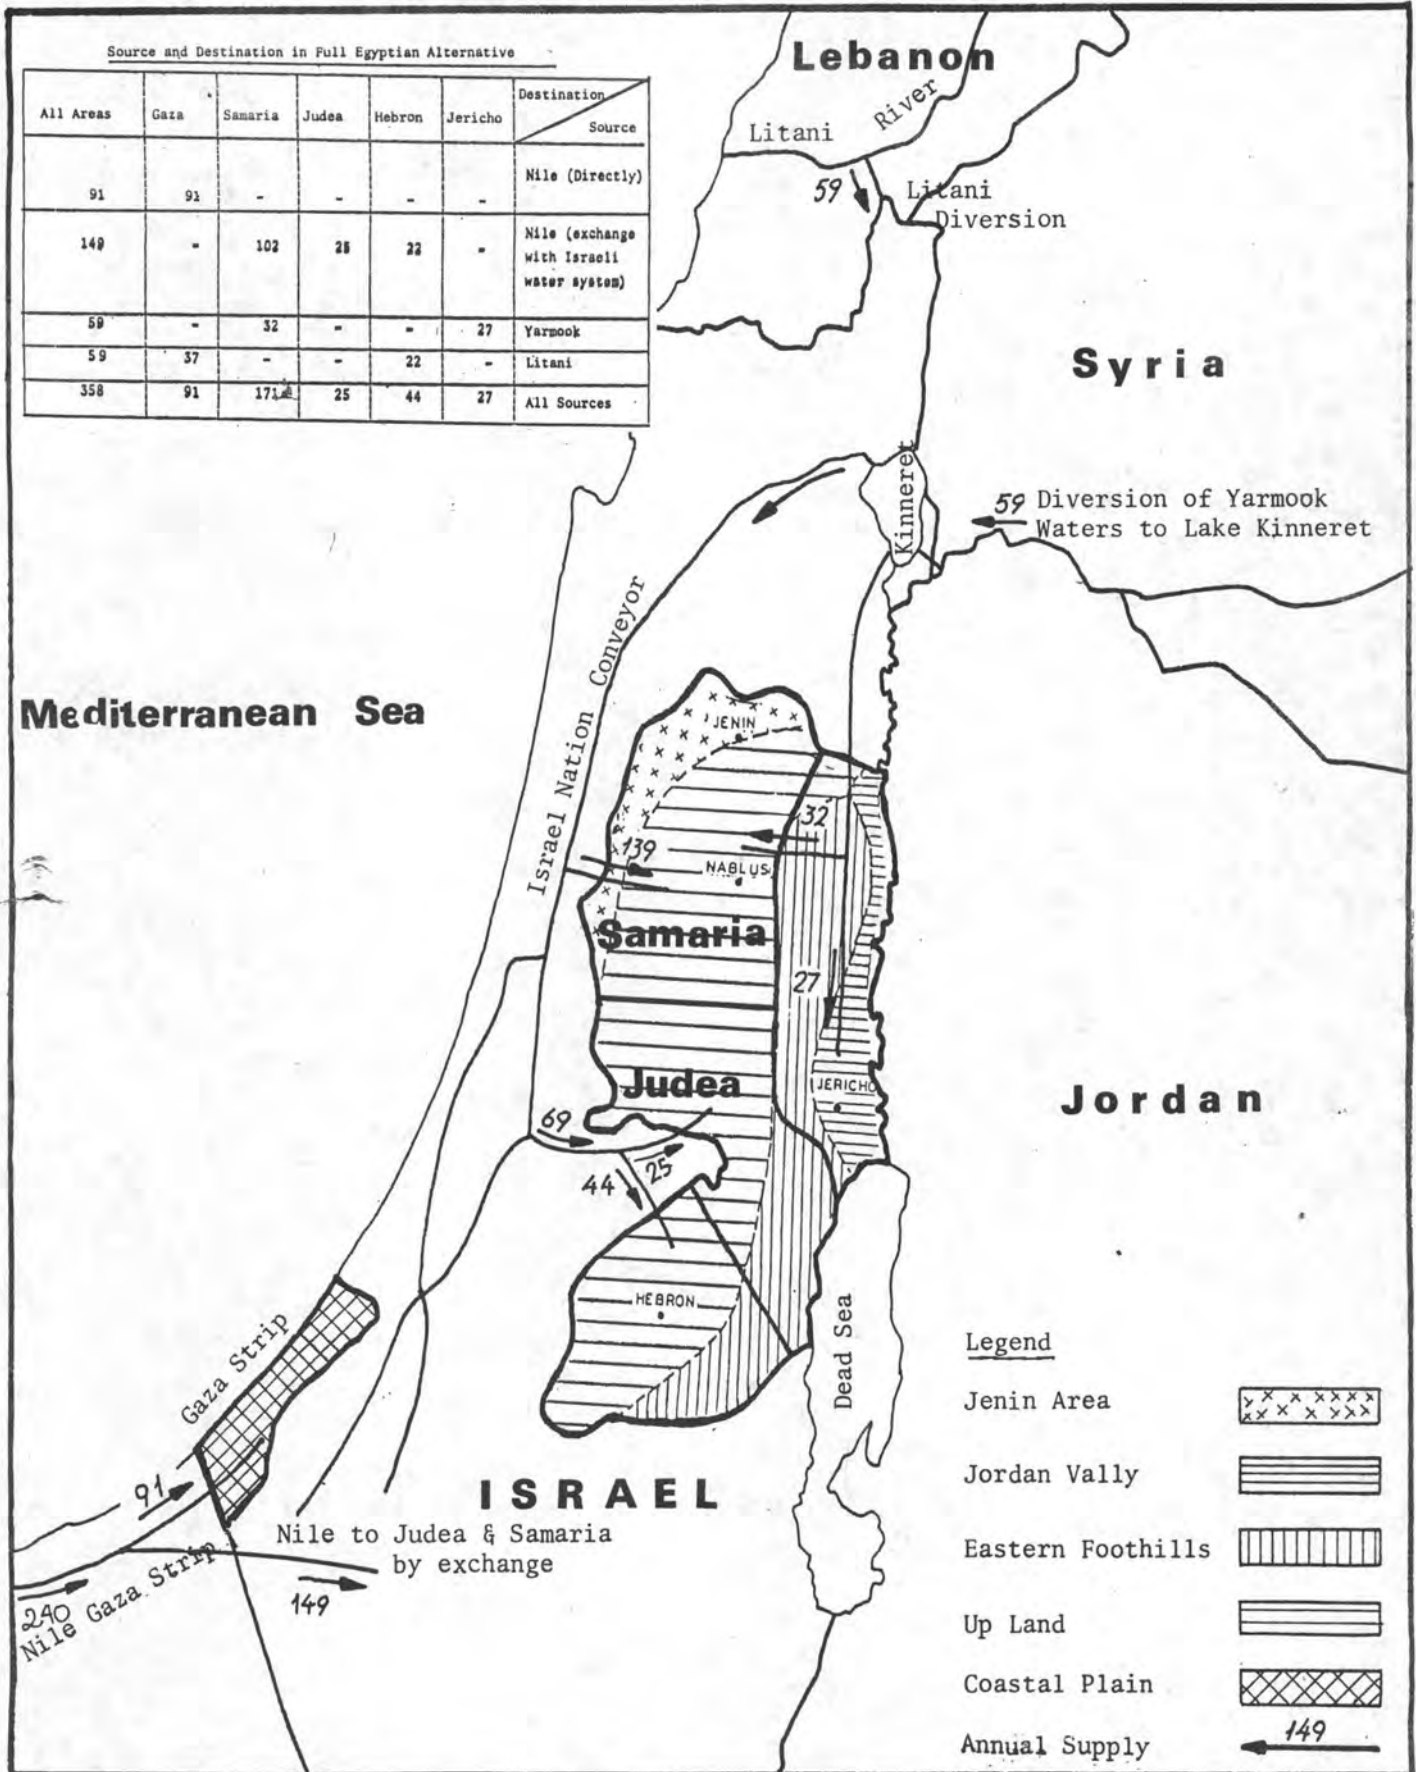 Source and Destination in Full Egyptian Alternative
All Areas Gaza Samaria Judea Hebron Jericho Destination Source
91 91 - - - - Nile (Directly)
149 - 102 25 22 - Nile (exchange
with Israeli
water system)
59 - 32 - - 27 Yarmook
59 37 - - 22 - Litani
358 91 171 25 44 27 All Sources
Lebanon
Litani River
59
Litani
Diversion
Syria
Kinneret
59 Diversion of Yarmook
Waters to Lake Kinneret
Israel Nation Conveyor
Mediterranean Sea
JENIN
32
139
NABLUS
Samaria
27
Judea
JERICHO
Jordan
69
25
44
HEBRON
Dead Sea
Gaza Strip
91
ISRAEL
Nile to Judea & Samaria
by exchange
149
240
Nile Gaza Strip
Legend
Jenin Area
Jordan Vally
Eastern Foothills
Up Land
Coastal Plain
Annual Supply 149